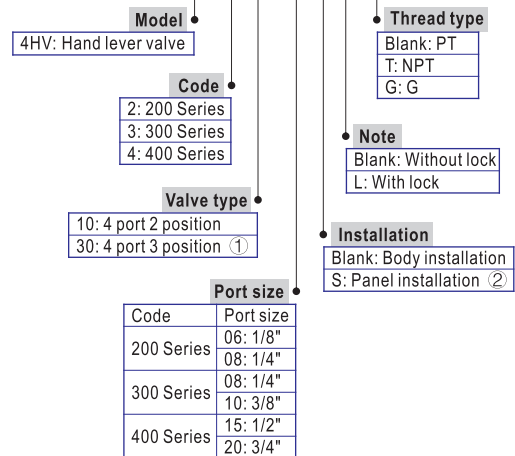 Model
4HV: Hand lever valve
Code
2: 200 Series
3: 300 Series
4: 400 Series
Valve type
10: 4 port 2 position
30: 4 port 3 position ①
Port size
Code Port size
200 Series 06: 1/8"
08: 1/4"
300 Series 08: 1/4"
10: 3/8"
400 Series 15: 1/2"
20: 3/4"
Installation
Blank: Body installation
S: Panel installation ②
Note
Blank: Without lock
L: With lock
Thread type
Blank: PT
T: NPT
G: G